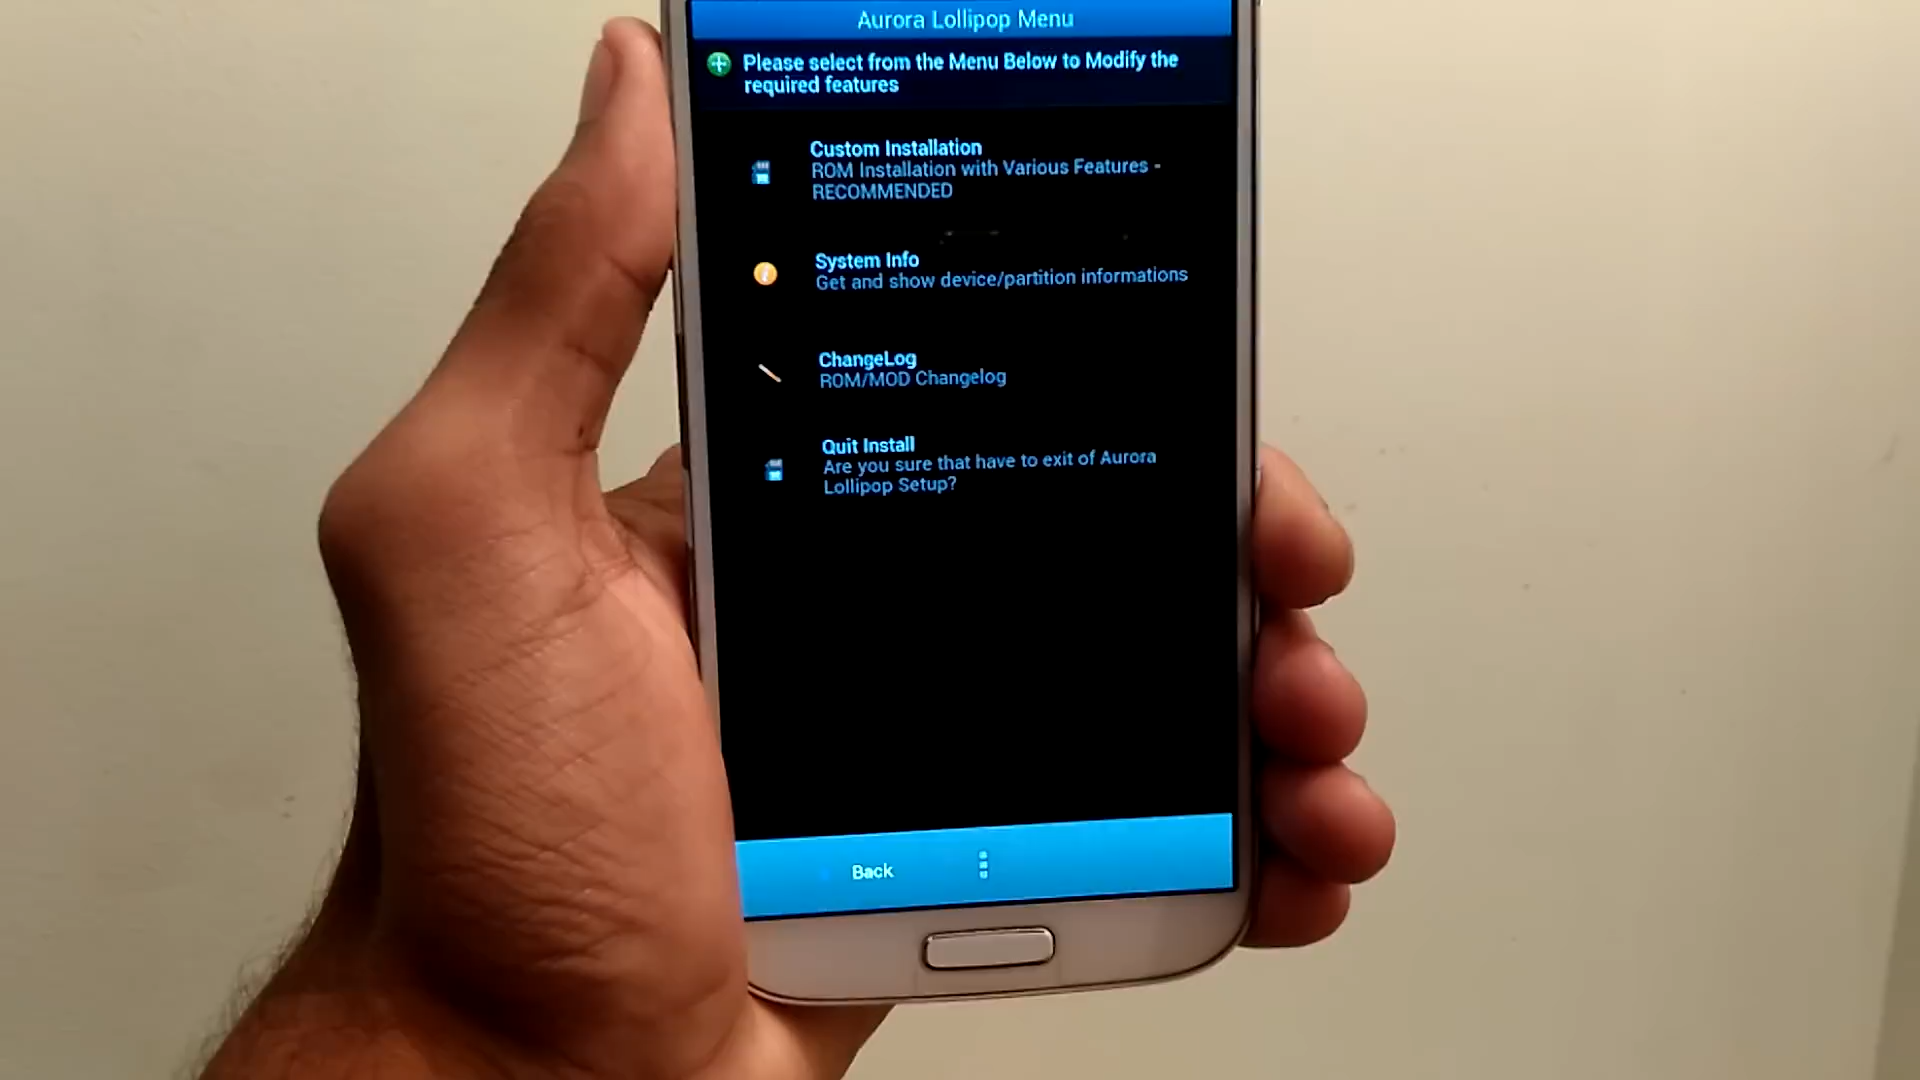 Aurora Lollipop Menu
Please select from the Menu Below to Modify the
required features
Custom Installation
ROM Installation with Various Features -
RECOMMENDED
System Info
Get and show device/partition informations
ChangeLog
ROM/MOD Changelog
Quit Install
Are you sure that have to exit of Aurora
Lollipop Setup?
Back